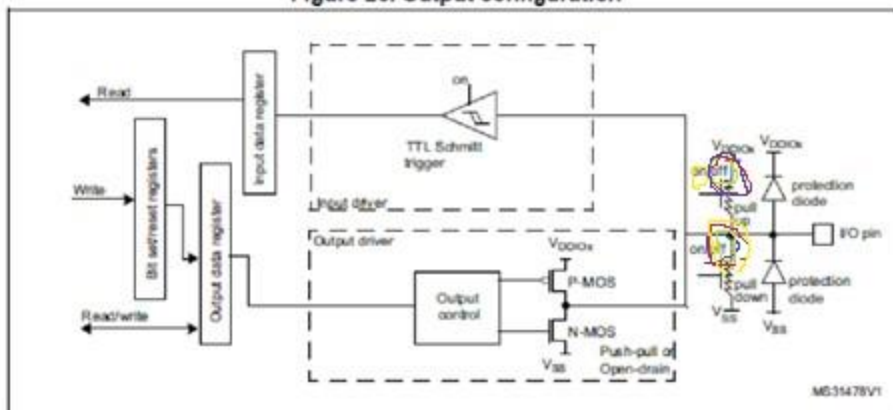 Figure 20. Output configuration
Read
Input data register
on
TTL Schmitt
trigger
Input driver
Write
Bit set/reset registers
Output data register
Read/write
Output driver
VDDIOx
Output
control
P-MOS
N-MOS
VSS
Push-pull or
Open-drain
VDDIOx
on
off
pull
up
on
off
pull
down
VSS
VDDIOx
protection
diode
I/O pin
protection
diode
VSS
MS31478V1